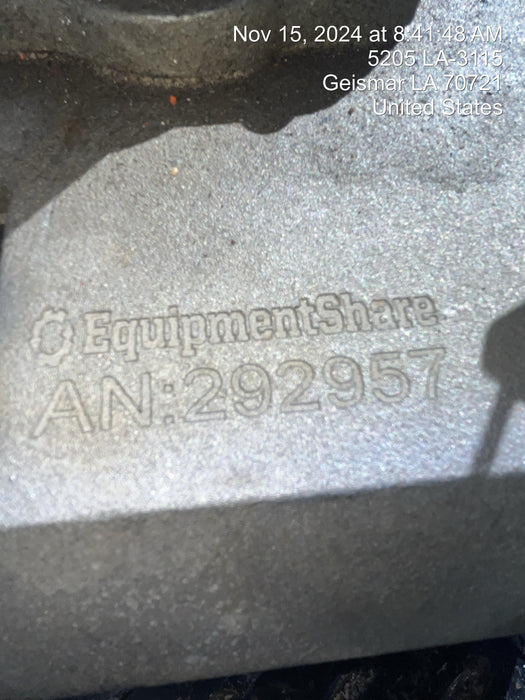 Nov 15, 2024 at 8:41:48 AM
5205 LA-3115
Geismar LA 70721
United States
EquipmentShare
AN:292957